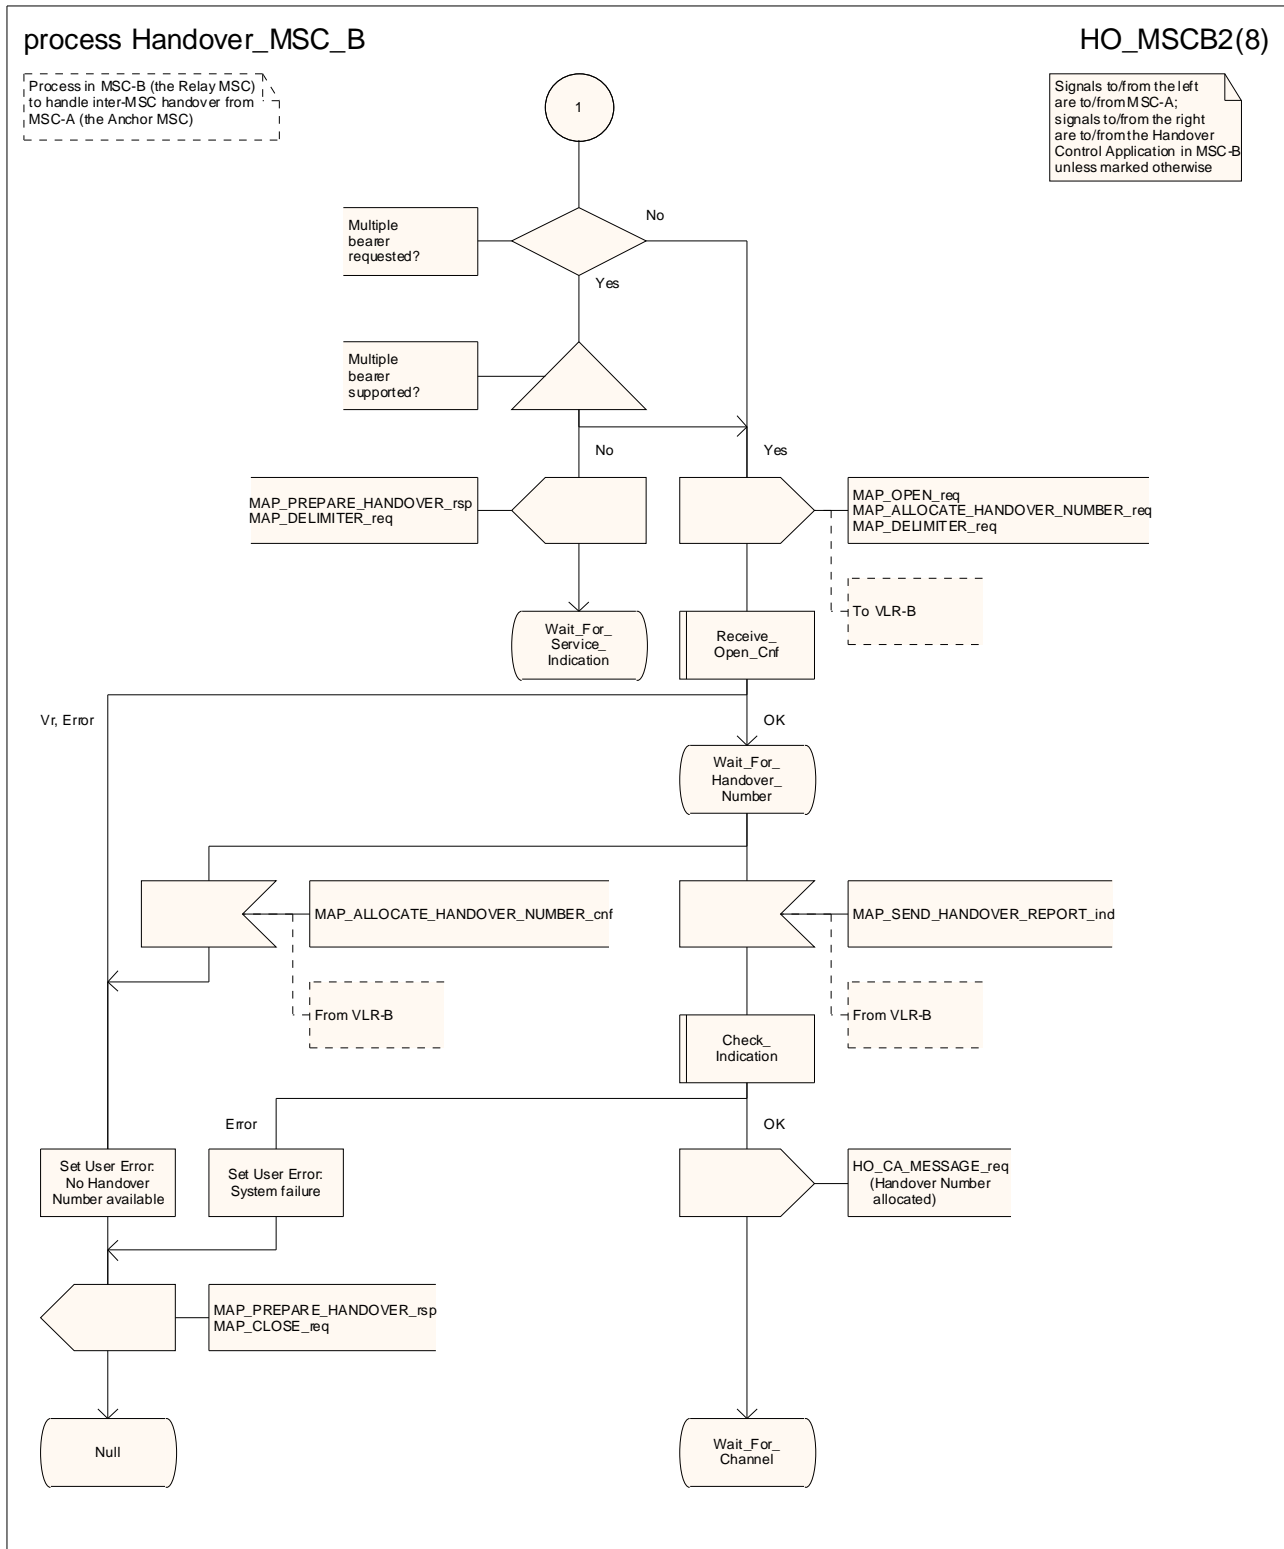 process Handover_MSC_B
HO_MSCB2(8)
Process in MSC-B (the Relay MSC)
to handle inter-MSC handover from
MSC-A (the Anchor MSC)
Signals to/from the left
are to/from MSC-A;
signals to/from the right
are to/from the Handover
Control Application in MSC-B
unless marked otherwise
1
Multiple
bearer
requested?
No
Yes
Multiple
bearer
supported?
No
Yes
MAP_PREPARE_HANDOVER_rsp
MAP_DELIMITER_req
MAP_OPEN_req
MAP_ALLOCATE_HANDOVER_NUMBER_req
MAP_DELIMITER_req
To VLR-B
Wait_For_
Service_
Indication
Receive_
Open_Cnf
Vr, Error
OK
Wait_For_
Handover_
Number
MAP_ALLOCATE_HANDOVER_NUMBER_cnf
MAP_SEND_HANDOVER_REPORT_ind
From VLR-B
From VLR-B
Check_
Indication
Error
OK
Set User Error:
No Handover
Number available
Set User Error:
System failure
HO_CA_MESSAGE_req
(Handover Number
allocated)
MAP_PREPARE_HANDOVER_rsp
MAP_CLOSE_req
Null
Wait_For_
Channel